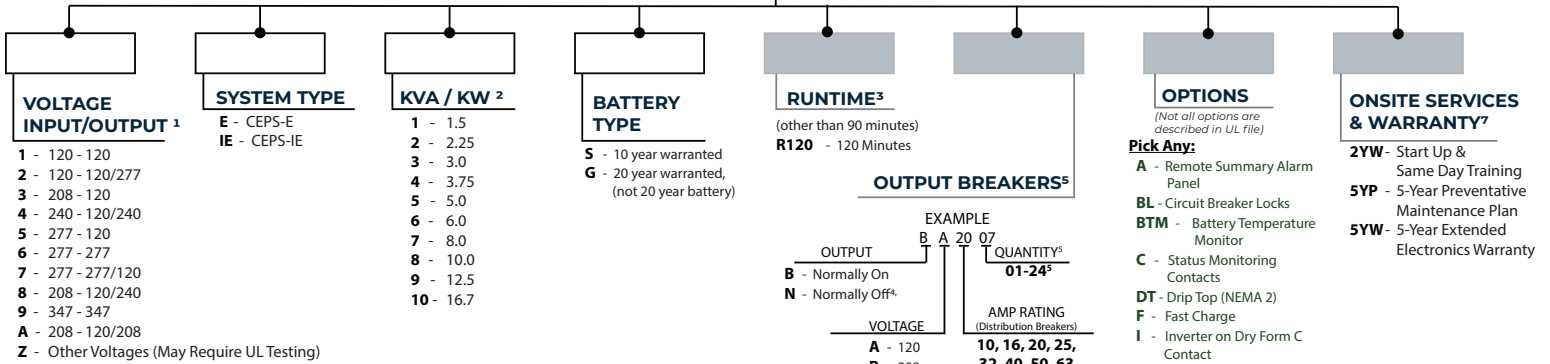 VOLTAGE
INPUT/OUTPUT ¹
1 - 120 - 120
2 - 120 - 120/277
3 - 208 - 120
4 - 240 - 120/240
5 - 277 - 120
6 - 277 - 277
7 - 277 - 277/120
8 - 208 - 120/240
9 - 347 - 347
A - 208 - 120/208
Z - Other Voltages (May Require UL Testing)
SYSTEM TYPE
E - CEPS-E
IE - CEPS-IE
KVA / KW ²
1 - 1.5
2 - 2.25
3 - 3.0
4 - 3.75
5 - 5.0
6 - 6.0
7 - 8.0
8 - 10.0
9 - 12.5
10 - 16.7
BATTERY
TYPE
S - 10 year warranted
G - 20 year warranted,
(not 20 year battery)
RUNTIME³
(other than 90 minutes)
R120 - 120 Minutes
OUTPUT BREAKERS⁵
EXAMPLE
B A 20 07
OUTPUT
B - Normally On
N - Normally Off⁴·
QUANTITY⁵
01-24⁵
VOLTAGE
A - 120
AMP RATING
(Distribution Breakers)
10, 16, 20, 25,
32, 40, 50, 63
OPTIONS
(Not all options are
described in UL file)
Pick Any:
A - Remote Summary Alarm
Panel
BL - Circuit Breaker Locks
BTM - Battery Temperature
Monitor
C - Status Monitoring
Contacts
DT - Drip Top (NEMA 2)
F - Fast Charge
I - Inverter on Dry Form C
Contact
ONSITE SERVICES
& WARRANTY⁷
2YW - Start Up &
Same Day Training
5YP - 5-Year Preventative
Maintenance Plan
5YW - 5-Year Extended
Electronics Warranty